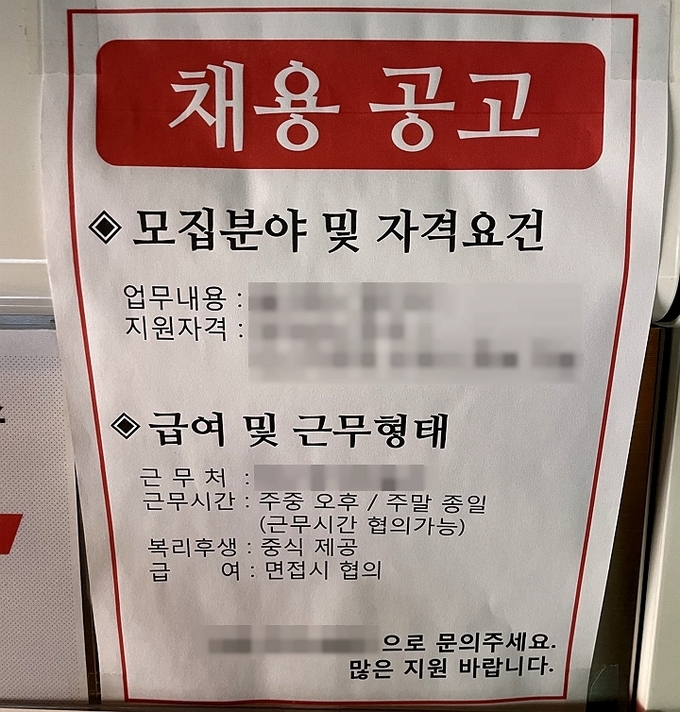 채용 공고
◈ 모집분야 및 자격요건
업무내용 :
지원자격 :
◈ 급여 및 근무형태
근 무 처 :
근무시간 : 주중 오후 / 주말 종일
(근무시간 협의가능)
복리후생 : 중식 제공
급 여 : 면접시 협의
으로 문의주세요.
많은 지원 바랍니다.